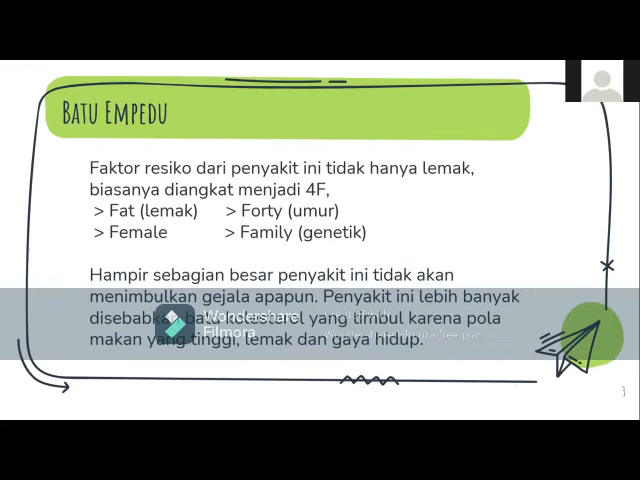 BATU EMPEDU
Faktor resiko dari penyakit ini tidak hanya lemak,
biasanya diangkat menjadi 4F,
> Fat (lemak) > Forty (umur)
> Female > Family (genetik)
Hampir sebagian besar penyakit ini tidak akan
menimbulkan gejala apapun. Penyakit ini lebih banyak
disebabkan batu kolesterol yang timbul karena pola
makan yang tinggi, lemak dan gaya hidup.
Wondershare
Filmora
3